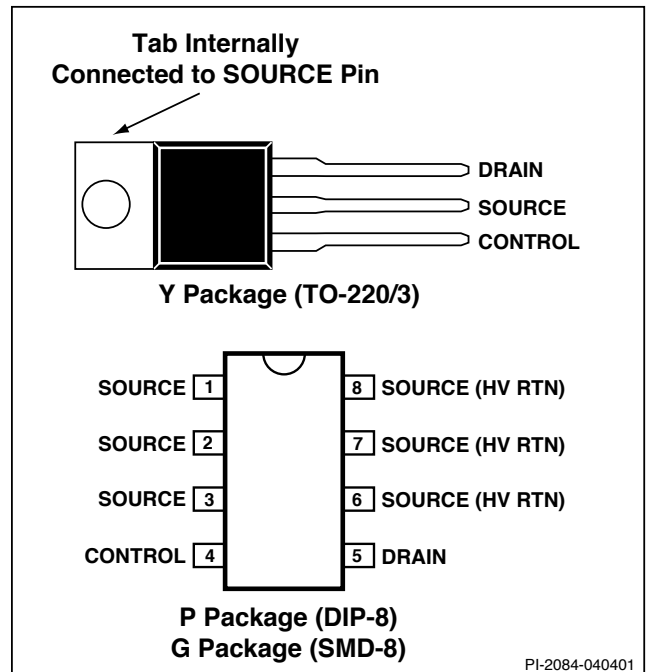 Tab Internally
Connected to SOURCE Pin
DRAIN
SOURCE
CONTROL
Y Package (TO-220/3)
SOURCE 1 8 SOURCE (HV RTN)
SOURCE 2 7 SOURCE (HV RTN)
SOURCE 3 6 SOURCE (HV RTN)
CONTROL 4 5 DRAIN
P Package (DIP-8)
G Package (SMD-8)
PI-2084-040401